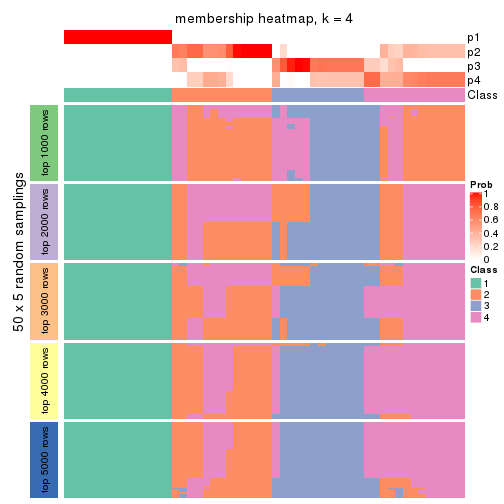 membership heatmap, k = 4
p1
p2
p3
p4
Class
50 x 5 random samplings
top 1000 rows
top 2000 rows
top 3000 rows
top 4000 rows
top 5000 rows
Prob
1
0.8
0.6
0.4
0.2
0
Class
1
2
3
4